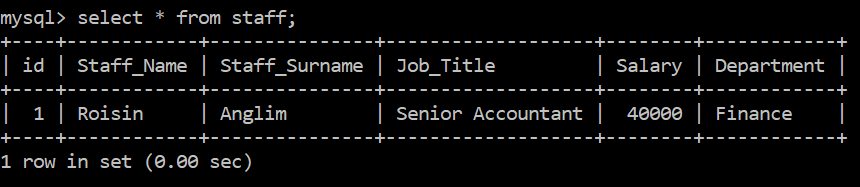 mysql> select * from staff;
+----+------------+---------------+-------------------+--------+------------+
| id | Staff_Name | Staff_Surname | Job_Title         | Salary | Department |
+----+------------+---------------+-------------------+--------+------------+
|  1 | Roisin     | Anglim        | Senior Accountant |  40000 | Finance    |
+----+------------+---------------+-------------------+--------+------------+
1 row in set (0.00 sec)